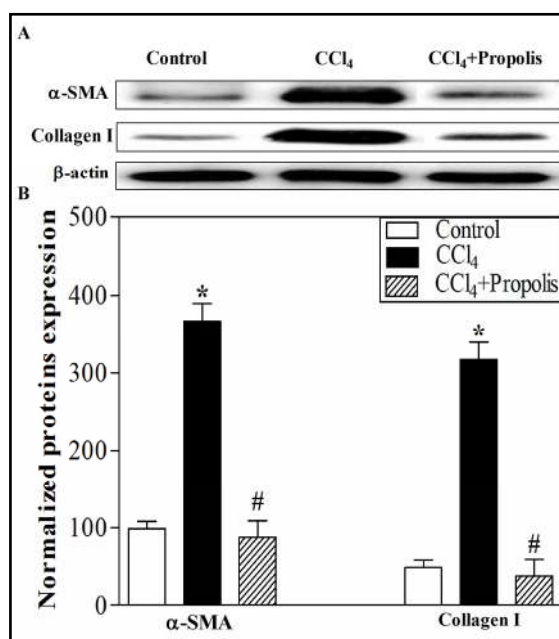 A
Control CCl₄ CCl₄+Propolis
α-SMA
Collagen I
β-actin
B
Normalized proteins expression
500
400
300
200
100
0
Control
CCl₄
CCl₄+Propolis
*
#
*
#
α-SMA Collagen I